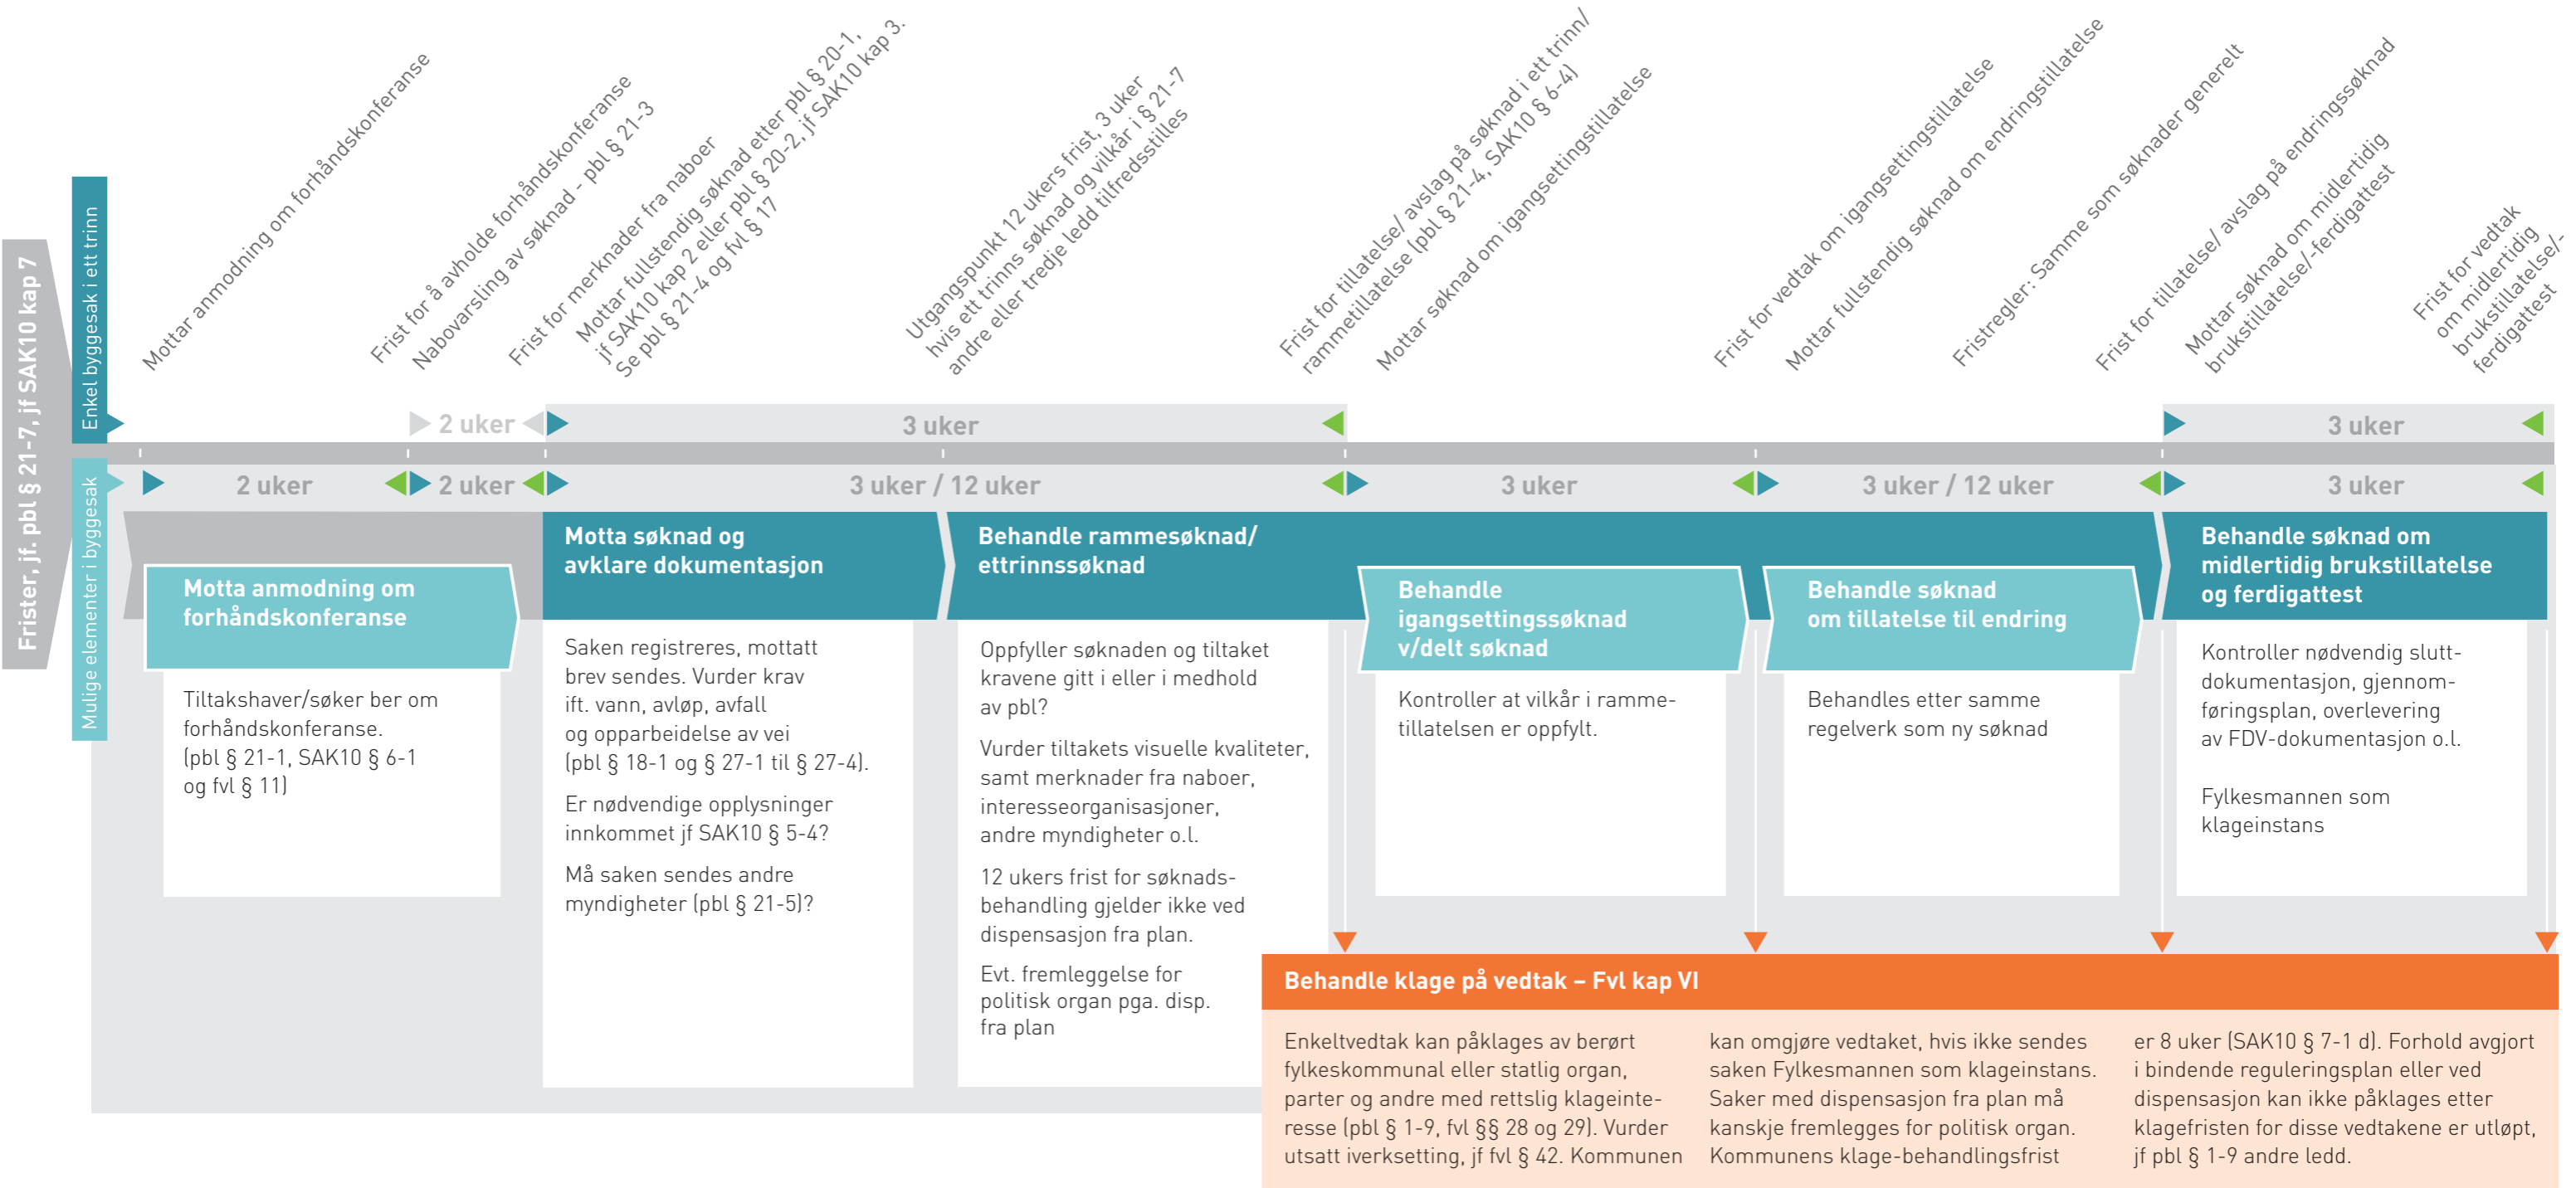 Mottar anmodning om forhåndskonferanse
Frist for å avholde forhåndskonferanse
Nabovarsling av søknad - pbl § 21-3
Frist for merknader fra naboer
Mottar fullstendig søknad etter pbl § 20-1,
jf SAK10 kap 2 eller pbl § 20-2, jf SAK10 kap 3.
Se pbl § 21-4 og fvl § 17
Utgangspunkt 12 ukers frist, 3 uker
hvis ett trinns søknad og vilkår i § 21-7
andre eller tredje ledd tilfredsstilles
Frist for tillatelse/ avslag på søknad i ett trinn/
rammetillatelse (pbl § 21-4, SAK10 § 6-4)
Mottar søknad om igangsettingstillatelse
Frist for vedtak om igangsettingstillatelse
Mottar fullstendig søknad om endringstillatelse
Fristregler: Samme som søknader generelt
Frist for tillatelse/ avslag på endringssøknad
Mottar søknad om midlertidig
brukstillatelse/-ferdigattest
Frist for vedtak
om midlertidig
brukstillatelse/-
ferdigattest
Frister, jf. pbl § 21-7, jf SAK10 kap 7
Enkel byggesak i ett trinn
Mulige elementer i byggesak
2 uker
3 uker
3 uker
2 uker
2 uker
3 uker / 12 uker
3 uker
3 uker / 12 uker
3 uker
Motta anmodning om
forhåndskonferanse
Tiltakshaver/søker ber om
forhåndskonferanse.
(pbl § 21-1, SAK10 § 6-1
og fvl § 11)
Motta søknad og
avklare dokumentasjon
Saken registreres, mottatt
brev sendes. Vurder krav
ift. vann, avløp, avfall
og opparbeidelse av vei
(pbl § 18-1 og § 27-1 til § 27-4).
Er nødvendige opplysninger
innkommet jf SAK10 § 5-4?
Må saken sendes andre
myndigheter (pbl § 21-5)?
Behandle rammesøknad/
ettrinnssøknad
Oppfyller søknaden og tiltaket
kravene gitt i eller i medhold
av pbl?
Vurder tiltakets visuelle kvaliteter,
samt merknader fra naboer,
interesseorganisasjoner,
andre myndigheter o.l.
12 ukers frist for søknads-
behandling gjelder ikke ved
dispensasjon fra plan.
Evt. fremleggelse for
politisk organ pga. disp.
fra plan
Behandle
igangsettingssøknad
v/delt søknad
Kontroller at vilkår i ramme-
tillatelsen er oppfylt.
Behandle søknad
om tillatelse til endring
Behandles etter samme
regelverk som ny søknad
Behandle søknad om
midlertidig brukstillatelse
og ferdigattest
Kontroller nødvendig slutt-
dokumentasjon, gjennom-
føringsplan, overlevering
av FDV-dokumentasjon o.l.
Fylkesmannen som
klageinstans
Behandle klage på vedtak – Fvl kap VI
Enkeltvedtak kan påklages av berørt
fylkeskommunal eller statlig organ,
parter og andre med rettslig klageinte-
resse (pbl § 1-9, fvl §§ 28 og 29). Vurder
utsatt iverksetting, jf fvl § 42. Kommunen
kan omgjøre vedtaket, hvis ikke sendes
saken Fylkesmannen som klageinstans.
Saker med dispensasjon fra plan må
kanskje fremlegges for politisk organ.
Kommunens klage-behandlingsfrist
er 8 uker (SAK10 § 7-1 d). Forhold avgjort
i bindende reguleringsplan eller ved
dispensasjon kan ikke påklages etter
klagefristen for disse vedtakene er utløpt,
jf pbl § 1-9 andre ledd.